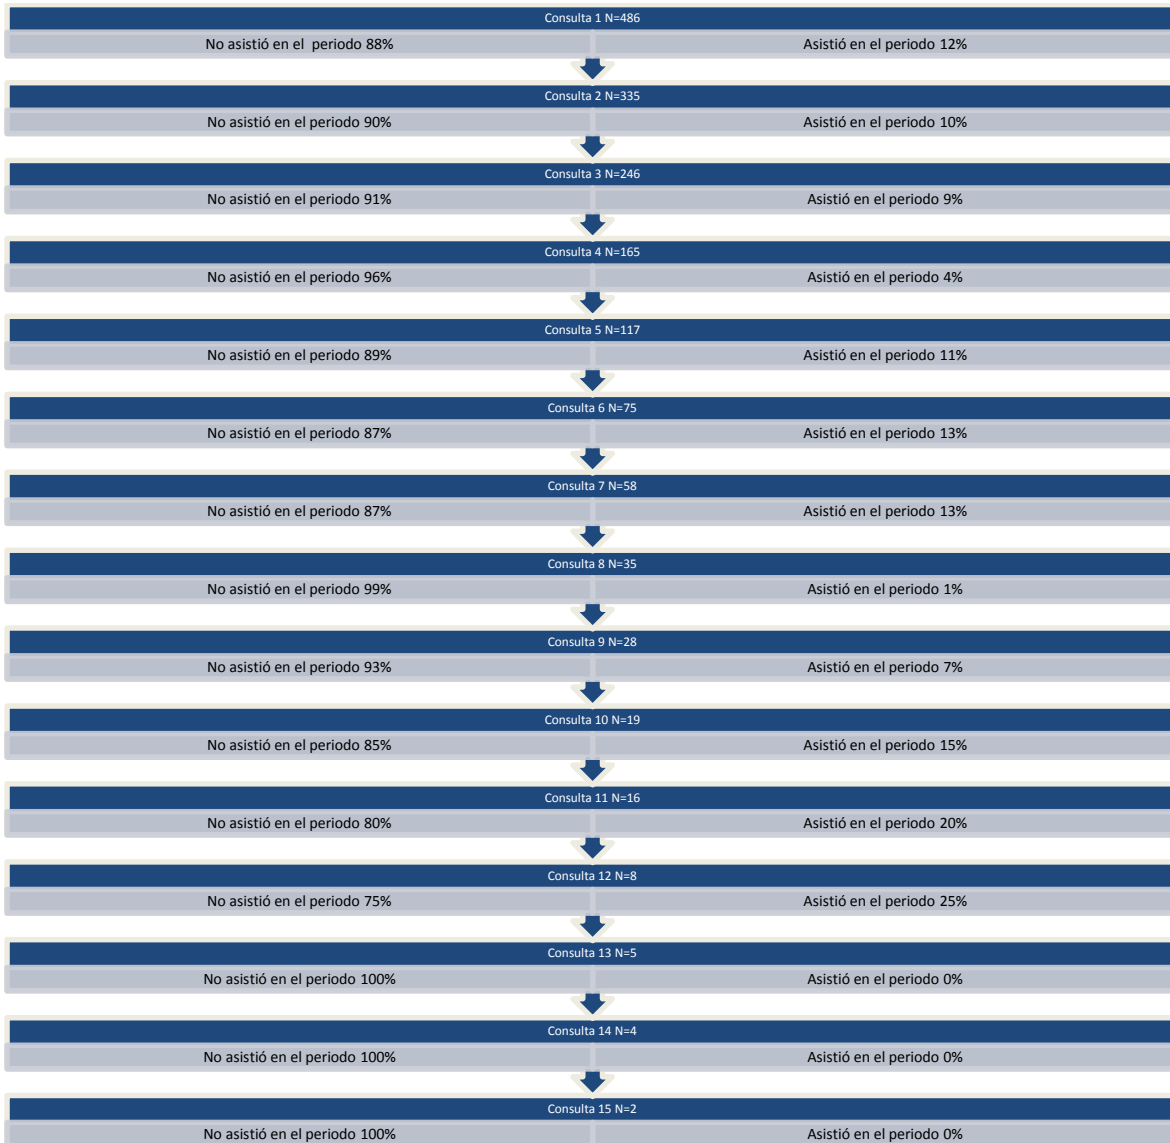 Consulta 1 N=486
No asistió en el periodo 88%
Asistió en el periodo 12%
Consulta 2 N=335
No asistió en el periodo 90%
Asistió en el periodo 10%
Consulta 3 N=246
No asistió en el periodo 91%
Asistió en el periodo 9%
Consulta 4 N=165
No asistió en el periodo 96%
Asistió en el periodo 4%
Consulta 5 N=117
No asistió en el periodo 89%
Asistió en el periodo 11%
Consulta 6 N=75
No asistió en el periodo 87%
Asistió en el periodo 13%
Consulta 7 N=58
No asistió en el periodo 87%
Asistió en el periodo 13%
Consulta 8 N=35
No asistió en el periodo 99%
Asistió en el periodo 1%
Consulta 9 N=28
No asistió en el periodo 93%
Asistió en el periodo 7%
Consulta 10 N=19
No asistió en el periodo 85%
Asistió en el periodo 15%
Consulta 11 N=16
No asistió en el periodo 80%
Asistió en el periodo 20%
Consulta 12 N=8
No asistió en el periodo 75%
Asistió en el periodo 25%
Consulta 13 N=5
No asistió en el periodo 100%
Asistió en el periodo 0%
Consulta 14 N=4
No asistió en el periodo 100%
Asistió en el periodo 0%
Consulta 15 N=2
No asistió en el periodo 100%
Asistió en el periodo 0%